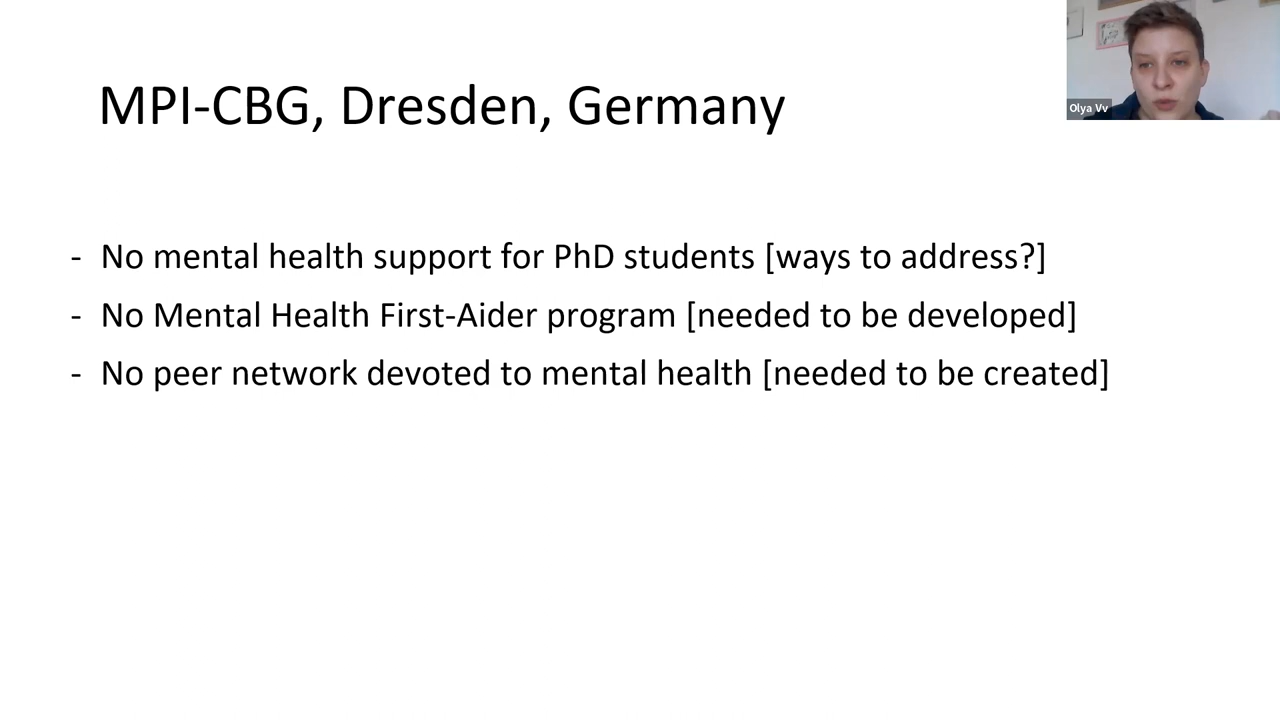 MPI-CBG, Dresden, Germany
Olya Vv
- No mental health support for PhD students [ways to address?]
- No Mental Health First-Aider program [needed to be developed]
- No peer network devoted to mental health [needed to be created]